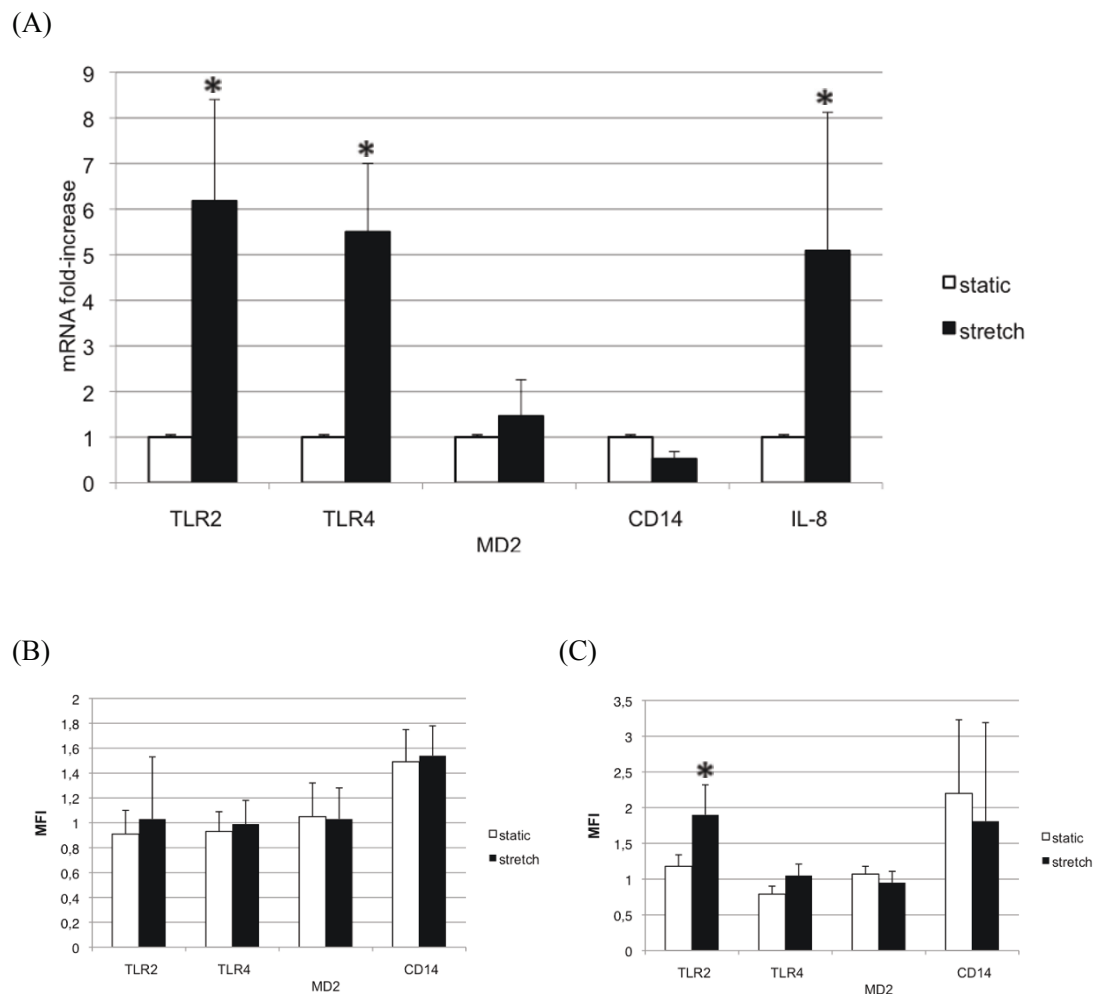 (A)
9
8
7
6
5
4
3
2
1
0
mRNA fold-increase
* * *
TLR2 TLR4 MD2 CD14 IL-8
static
stretch
(B)
2
1,8
1,6
1,4
1,2
1
0,8
0,6
0,4
0,2
0
MFI
TLR2 TLR4 MD2 CD14
static
stretch
(C)
3,5
3
2,5
2
1,5
1
0,5
0
MFI
*
TLR2 TLR4 MD2 CD14
static
stretch